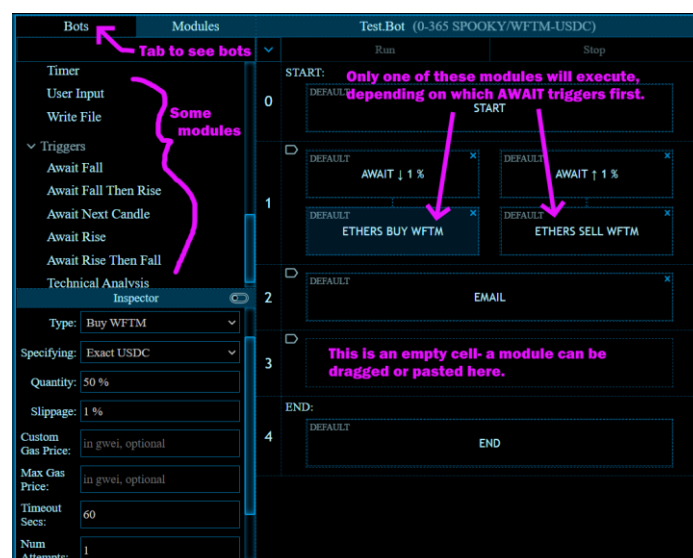 Bots
Modules
Test.Bot (0-365 SPOOKY/WFTM-USDC)
Tab to see bots
Run
Stop
Timer
User Input
Write File
Some
modules
Triggers
Await Fall
Await Fall Then Rise
Await Next Candle
Await Rise
Await Rise Then Fall
Technical Analysis
Inspector
Type: Buy WFTM
Specifying: Exact USDC
Quantity: 50 %
Slippage: 1 %
Custom
Gas Price: in gwei, optional
Max Gas
Price: in gwei, optional
Timeout
Secs: 60
Num
Attempts: 1
START:
Only one of these modules will execute,
depending on which AWAIT triggers first.
0
DEFAULT
START
1
DEFAULT
AWAIT ↓ 1 %
DEFAULT
AWAIT ↑ 1 %
DEFAULT
ETHERS BUY WFTM
DEFAULT
ETHERS SELL WFTM
2
DEFAULT
EMAIL
3
This is an empty cell- a module can be
dragged or pasted here.
END:
4
DEFAULT
END